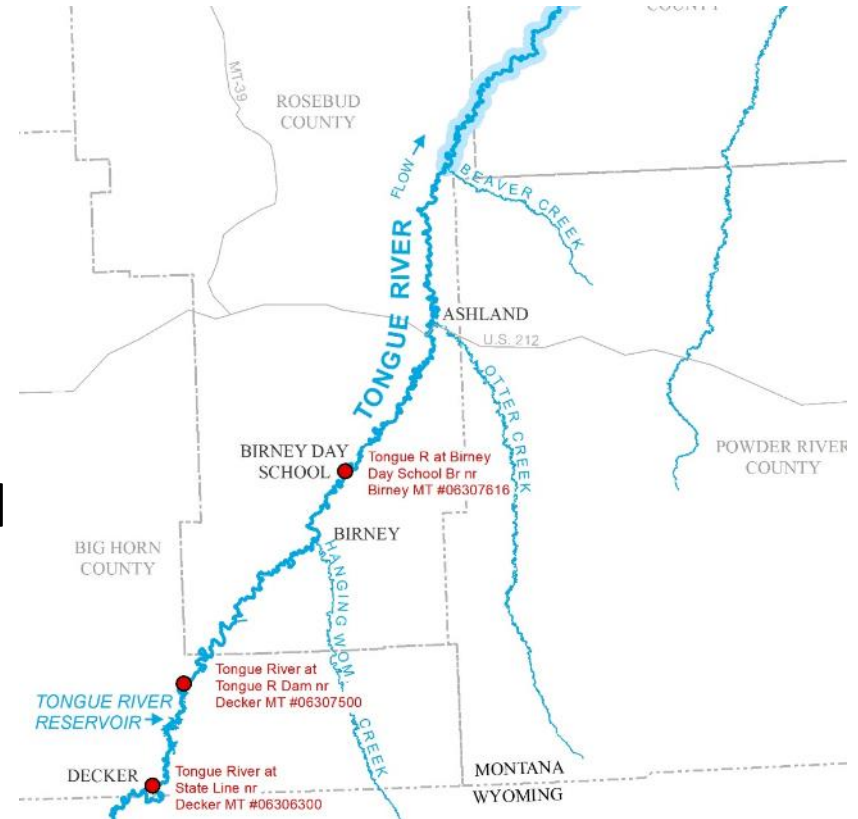 COUNTY
MT-39
ROSEBUD
COUNTY
FLOW
BEAVER CREEK
TONGUE RIVER
ASHLAND
U.S. 212
OTTER CREEK
BIRNEY DAY
SCHOOL
Tongue R at Birney
Day School Br nr
Birney MT #06307616
POWDER RIVER
COUNTY
BIRNEY
BIG HORN
COUNTY
HANGING WOM
CREEK
Tongue River at
Tongue R Dam nr
Decker MT #06307500
TONGUE RIVER
RESERVOIR
DECKER
Tongue River at
State Line nr
Decker MT #06306300
MONTANA
WYOMING